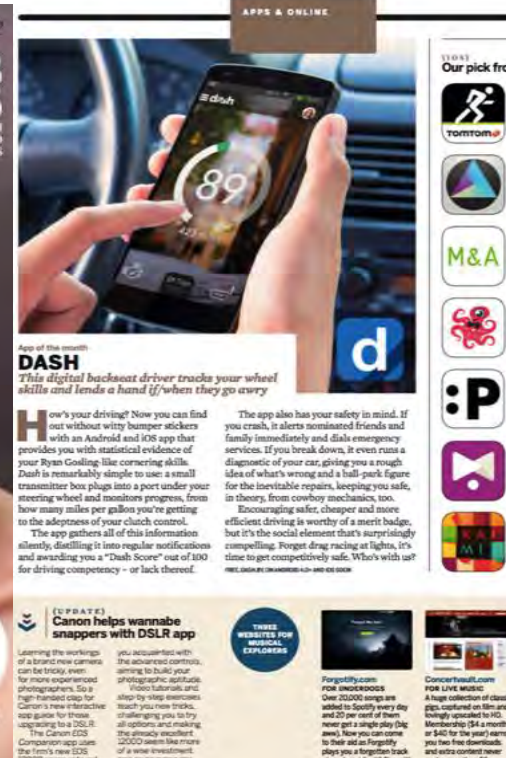 APPS & ONLINE
dash
89
App of the month
DASH
This digital backseat driver tracks your wheel
skills and lends a hand if/when they go awry
How's your driving? Now you can find
out without witty bumper stickers
with an Android and iOS app that
provides you with statistical evidence of
your Ryan Gosling-like cornering skills.
Dash is remarkably simple to use: a small
transmitter box plugs into a port under your
steering wheel and monitors progress, from
how many miles per gallon you're getting
to the adeptness of your clutch control.
The app gathers all of this information
silently, distilling it into regular notifications
and awarding you a "Dash Score" out of 100
for driving competency – or lack thereof.
The app also has your safety in mind. If
you crash, it alerts nominated friends and
family immediately and dials emergency
services. If you break down, it even runs a
diagnostic of your car, giving you a rough
idea of what's wrong and a ball-park figure
for the inevitable repairs, keeping you safe,
in theory, from cowboy mechanics, too.
Encouraging safer, cheaper and more
efficient driving is worthy of a merit badge,
but it's the social element that's surprisingly
compelling. Forget drag racing at lights, it's
time to get competitively safe. Who's with us?
d
Our pick fro
TOMTOM
M&A
:P
KA
MI
{UPDATE}
Canon helps wannabe
snappers with DSLR app
Learning the workings
of a brand new camera
can be tricky, even
for more experienced
photographers. So a
high-handed clap for
Canon's new interactive
app guide for those
upgrading to a DSLR.
The Canon EOS
Companion app uses
the firm's new EOS
you acquainted with
the advanced controls,
aiming to build your
photographic aptitude.
Video tutorials and
step-by-step exercises
teach you new tricks,
challenging you to try
all options and making
the already excellent
1200D seem like more
of a wise investment.
THREE
WEBSITES FOR
MUSICAL
EXPLORERS
Forgotify.com
FOR UNDERDOGS
Over 20,000 songs are
added to Spotify every day
and 20 per cent of them
never get a single play (big
aww). Now you can come
to their aid as Forgotify
plays you a forgotten track
Concertvault.com
FOR LIVE MUSIC
A huge collection of classic
gigs, captured on film and
lovingly upscaled to HD.
Membership ($4 a month
or $40 for the year) earns
you two free downloads
and extra content never